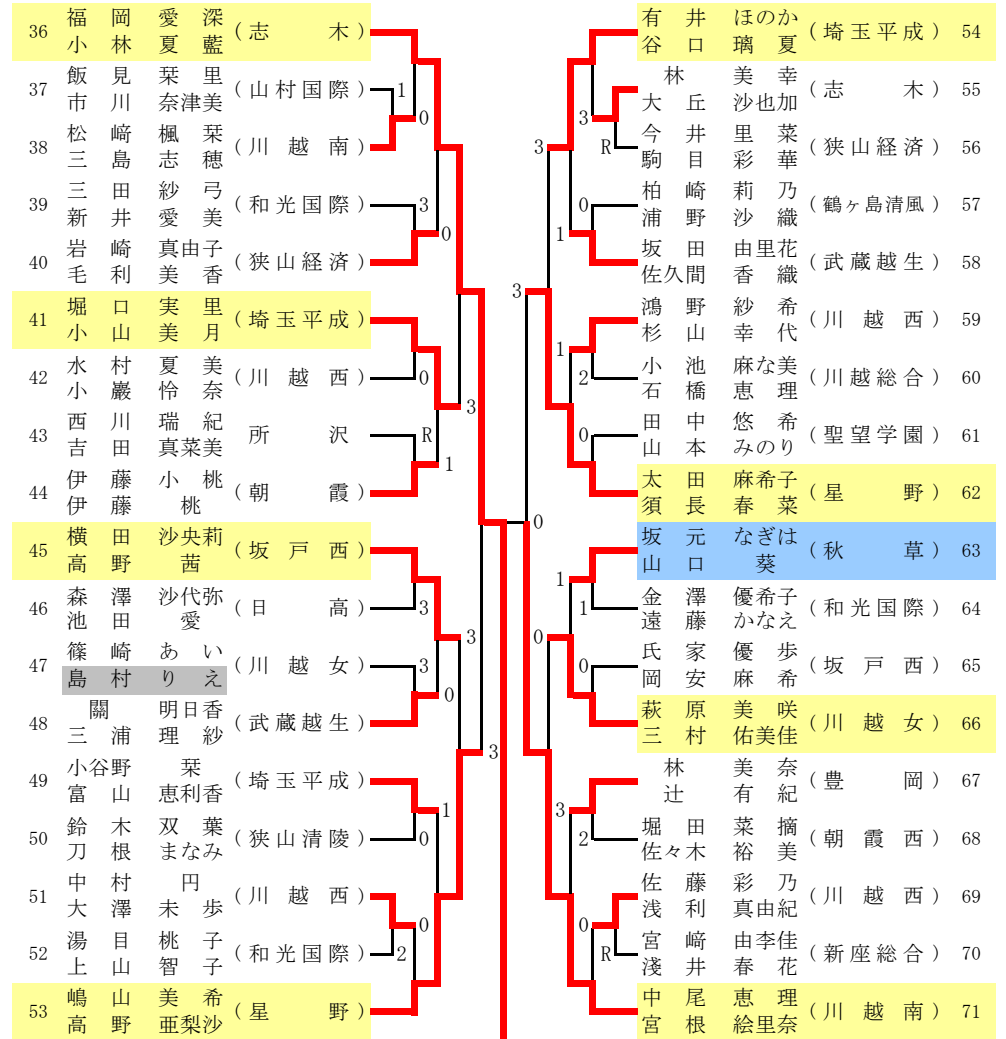 福岡愛深
36 (志木)
小林夏藍
飯見栞里
37 (山村国際) 1
市川奈津美
0
松﨑楓栞
38 (川越南)
三島志穂
三田紗弓
39 (和光国際) 3
新井愛美
0
岩崎真由子
40 (狭山経済)
毛利美香
堀口実里
41 (埼玉平成)
小山美月
水村夏美
42 (川越西) 0
小巖怜奈
3
西川瑞紀
43 所沢 R
吉田真菜美
1
伊藤小桃
44 (朝霞)
伊藤桃
横田沙央莉
45 (坂戸西)
高野茜
森澤沙代弥
46 (日高) 3
池田愛
3
篠崎あい
47 (川越女) 3
島村りえ
0
關明日香
48 (武蔵越生)
三浦理紗
3
小谷野栞
49 (埼玉平成)
富山恵利香
1
鈴木双葉
50 (狭山清陵) 0
刀根まなみ
中村円
51 (川越西)
大澤未歩
0
湯目桃子
52 (和光国際) 2
上山智子
嶋山美希
53 (星野)
高野亜梨沙
有井ほのか
(埼玉平成) 54
谷口璃夏
林美幸
(志木) 55
大丘沙也加
3
今井里菜
R (狭山経済) 56
駒目彩華
3
柏崎莉乃
0 (鶴ヶ島清風) 57
浦野沙織
1
坂田由里花
(武蔵越生) 58
佐久間香織
3
鴻野紗希
(川越西) 59
杉山幸代
1
小池麻な美
2 (川越総合) 60
石橋恵理
田中悠希
0 (聖望学園) 61
山本みのり
太田麻希子
(星野) 62
須長春菜
0
坂元なぎは
(秋草) 63
山口葵
1
金澤優希子
1 (和光国際) 64
遠藤かなえ
0
氏家優歩
0 (坂戸西) 65
岡安麻希
萩原美咲
(川越女) 66
三村佑美佳
林美奈
(豊岡) 67
辻有紀
3
堀田菜摘
2 (朝霞西) 68
佐々木裕美
佐藤彩乃
(川越西) 69
浅利真由紀
0
宮﨑由李佳
R (新座総合) 70
淺井春花
中尾恵理
(川越南) 71
宮根絵里奈